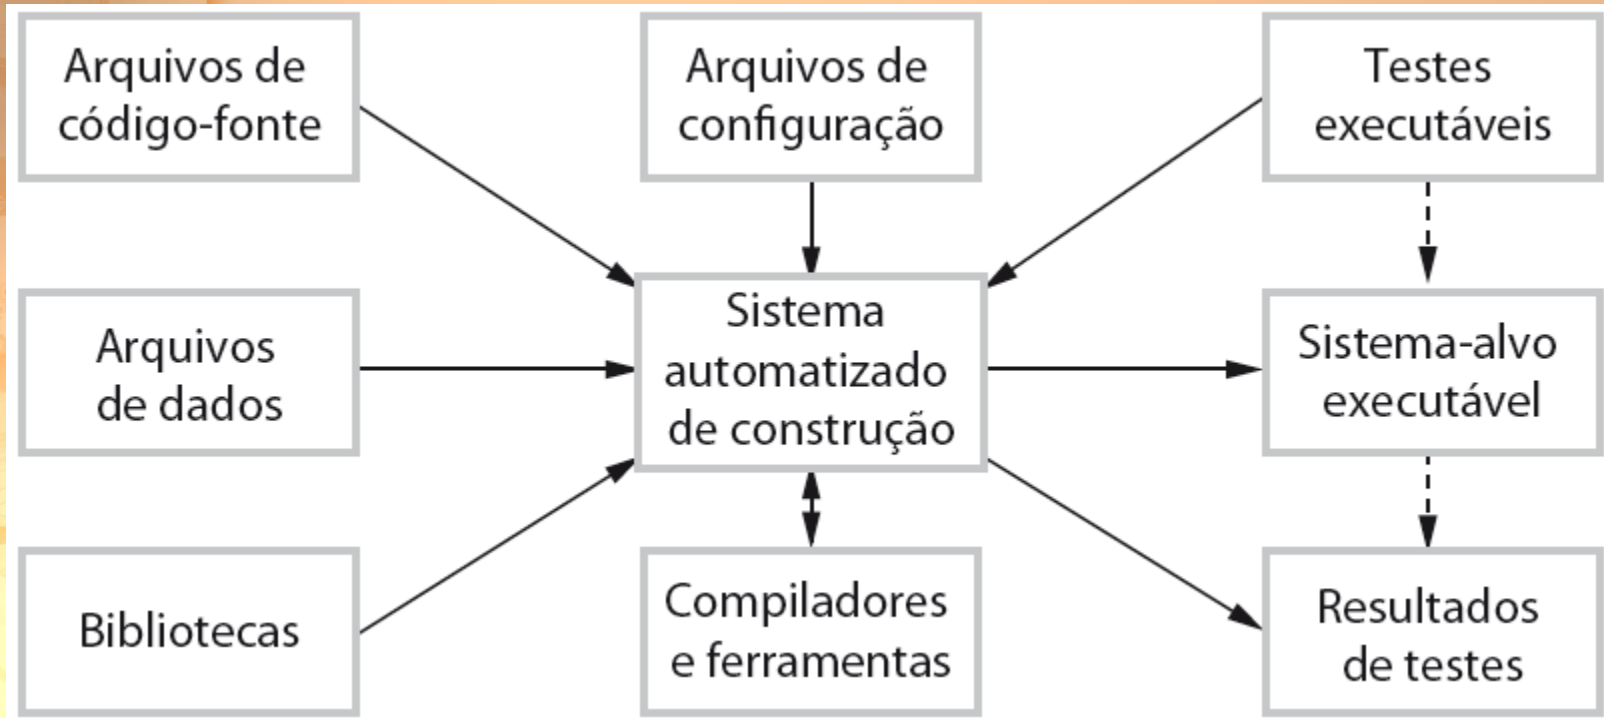 Arquivos de
código-fonte
Arquivos de
configuração
Testes
executáveis
Arquivos
de dados
Sistema
automatizado
de construção
Sistema-alvo
executável
Bibliotecas
Compiladores
e ferramentas
Resultados
de testes